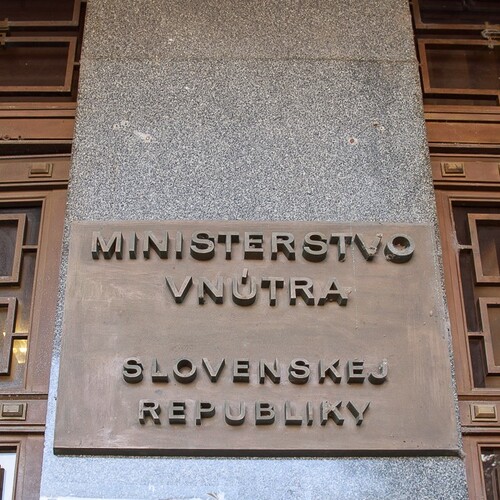 MINISTERSTVO
VNÚTRA
SLOVENSKEJ
REPUBLIKY